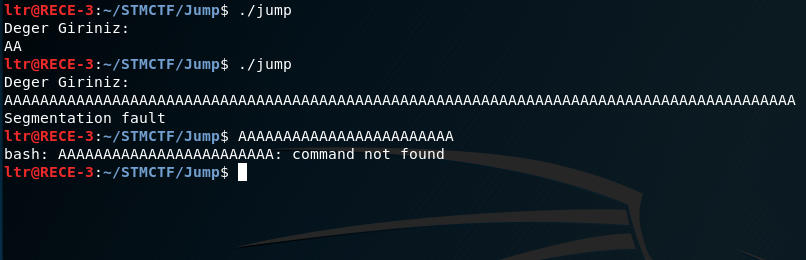 ltr@RECE-3:~/STMCTF/Jump$ ./jump
Deger Giriniz:
AA
ltr@RECE-3:~/STMCTF/Jump$ ./jump
Deger Giriniz:
AAAAAAAAAAAAAAAAAAAAAAAAAAAAAAAAAAAAAAAAAAAAAAAAAAAAAAAAAAAAAAAAAAAAAAAAAAAAAAAAAAAAAAAA
Segmentation fault
ltr@RECE-3:~/STMCTF/Jump$ AAAAAAAAAAAAAAAAAAAAAAAA
bash: AAAAAAAAAAAAAAAAAAAAAAAA: command not found
ltr@RECE-3:~/STMCTF/Jump$